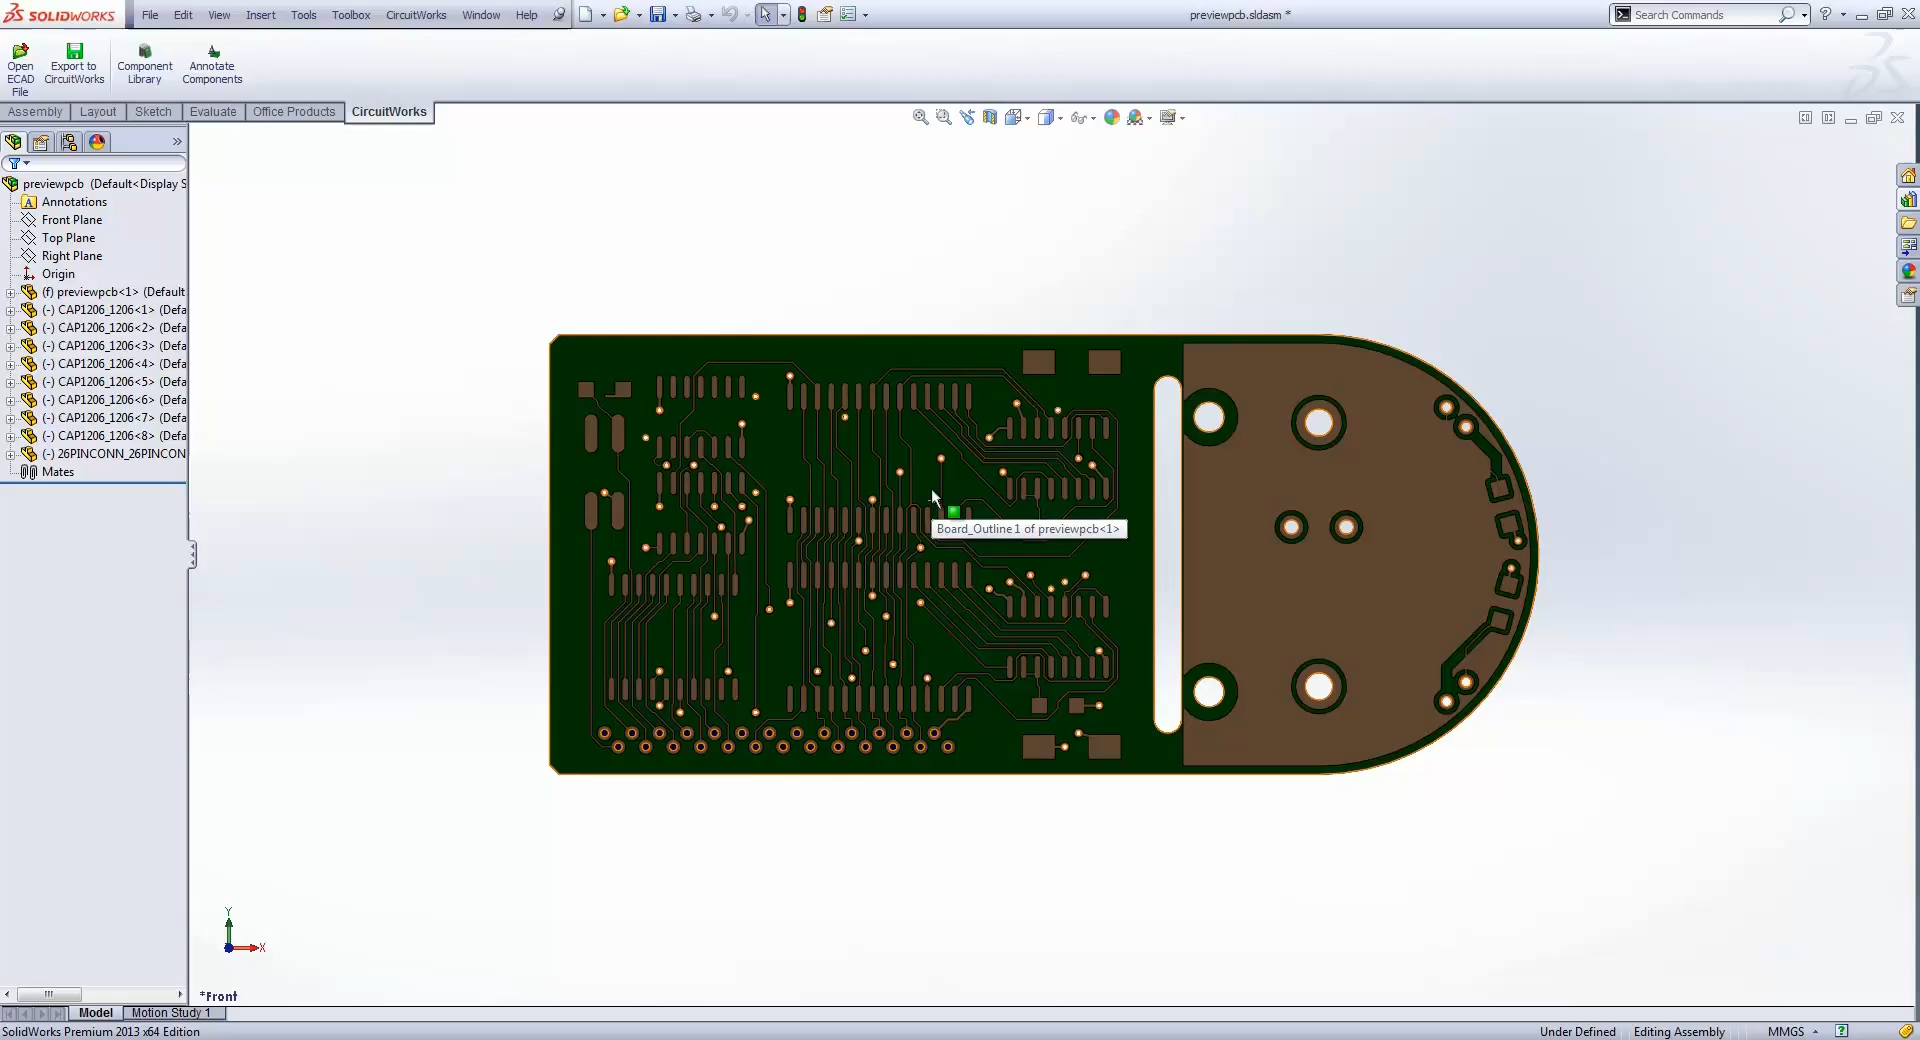 SOLIDWORKS File Edit View Insert Tools Toolbox CircuitWorks Window Help previewpcb.sldasm * Search Commands ?
Open ECAD File
Export to CircuitWorks
Component Library
Annotate Components
Assembly Layout Sketch Evaluate Office Products CircuitWorks
previewpcb (Default<Display S
A Annotations
Front Plane
Top Plane
Right Plane
Origin
(f) previewpcb<1> (Default
(-) CAP1206_1206<1> (Defa
(-) CAP1206_1206<2> (Defa
(-) CAP1206_1206<3> (Defa
(-) CAP1206_1206<4> (Defa
(-) CAP1206_1206<5> (Defa
(-) CAP1206_1206<6> (Defa
(-) CAP1206_1206<7> (Defa
(-) CAP1206_1206<8> (Defa
(-) 26PINCONN_26PINCON
Mates
Board_Outline1 of previewpcb<1>
Y
X
*Front
Model Motion Study 1
SolidWorks Premium 2013 x64 Edition Under Defined Editing Assembly MMGS ?